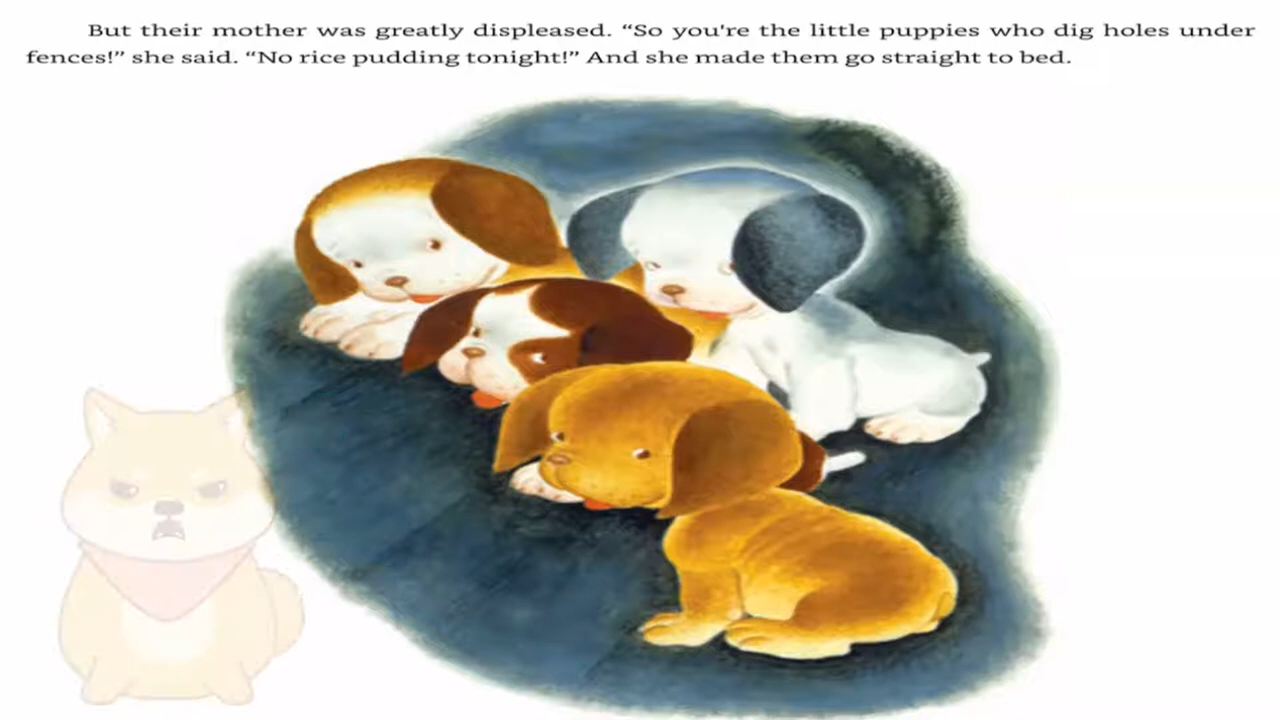 But their mother was greatly displeased. “So you're the little puppies who dig holes under
fences!” she said. “No rice pudding tonight!” And she made them go straight to bed.